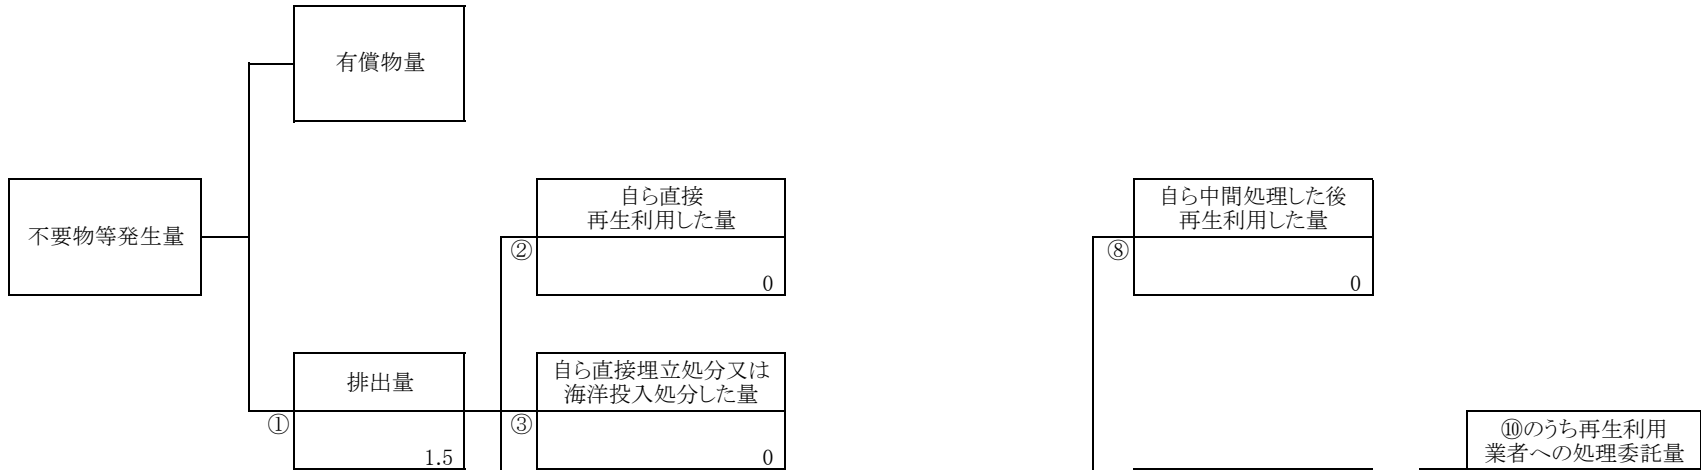 有償物量
不要物等発生量
自ら直接
再生利用した量
②
0
自ら中間処理した後
再生利用した量
⑧
0
排出量
①
1.5
自ら直接埋立処分又は
海洋投入処分した量
③
0
⑩のうち再生利用
業者への処理委託量